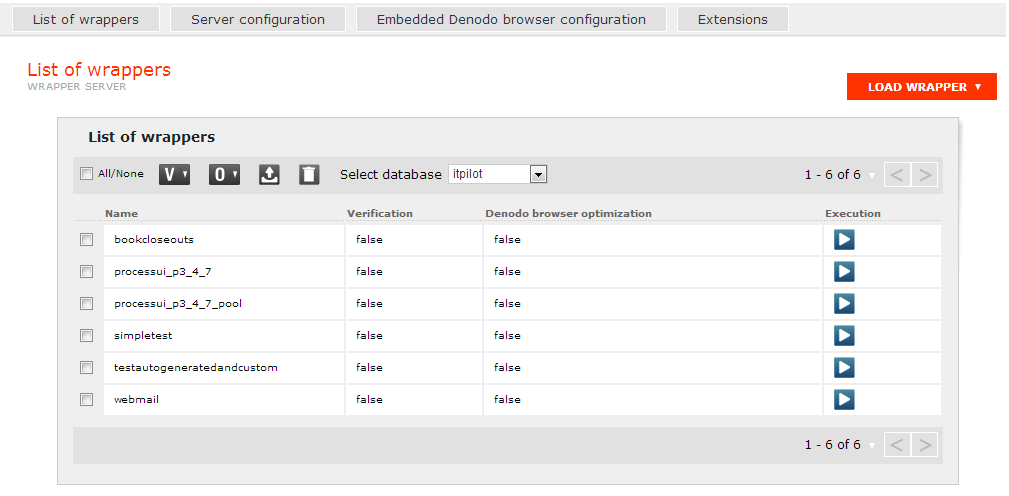 List of wrappers Server configuration Embedded Denodo browser configuration Extensions
List of wrappers
WRAPPER SERVER
LOAD WRAPPER
List of wrappers
All/None V O Select database itpilot 1 - 6 of 6 < >
Name Verification Denodo browser optimization Execution
bookcloseouts false false
processui_p3_4_7 false false
processui_p3_4_7_pool false false
simpletest false false
testautogeneratedandcustom false false
webmail false false
1 - 6 of 6 < >